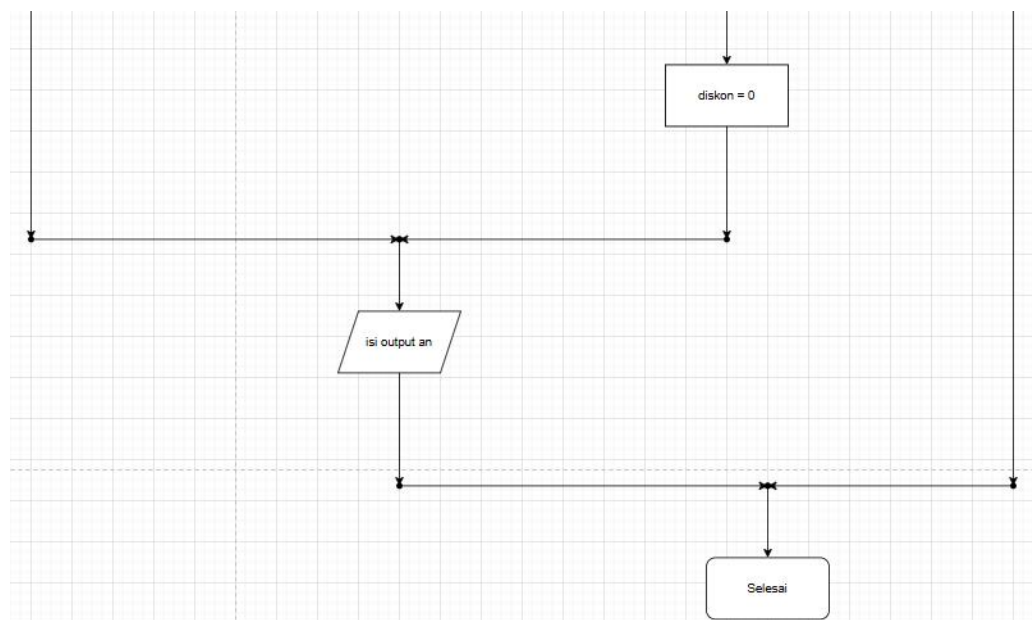 diskon = 0
isi output an
Selesai